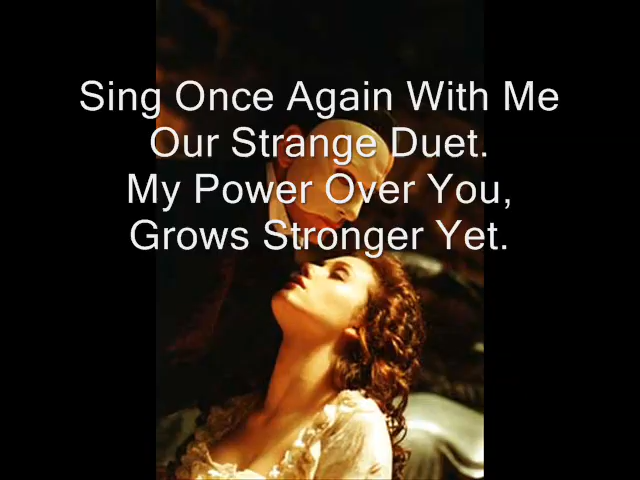 Sing Once Again With Me
Our Strange Duet.
My Power Over You,
Grows Stronger Yet.